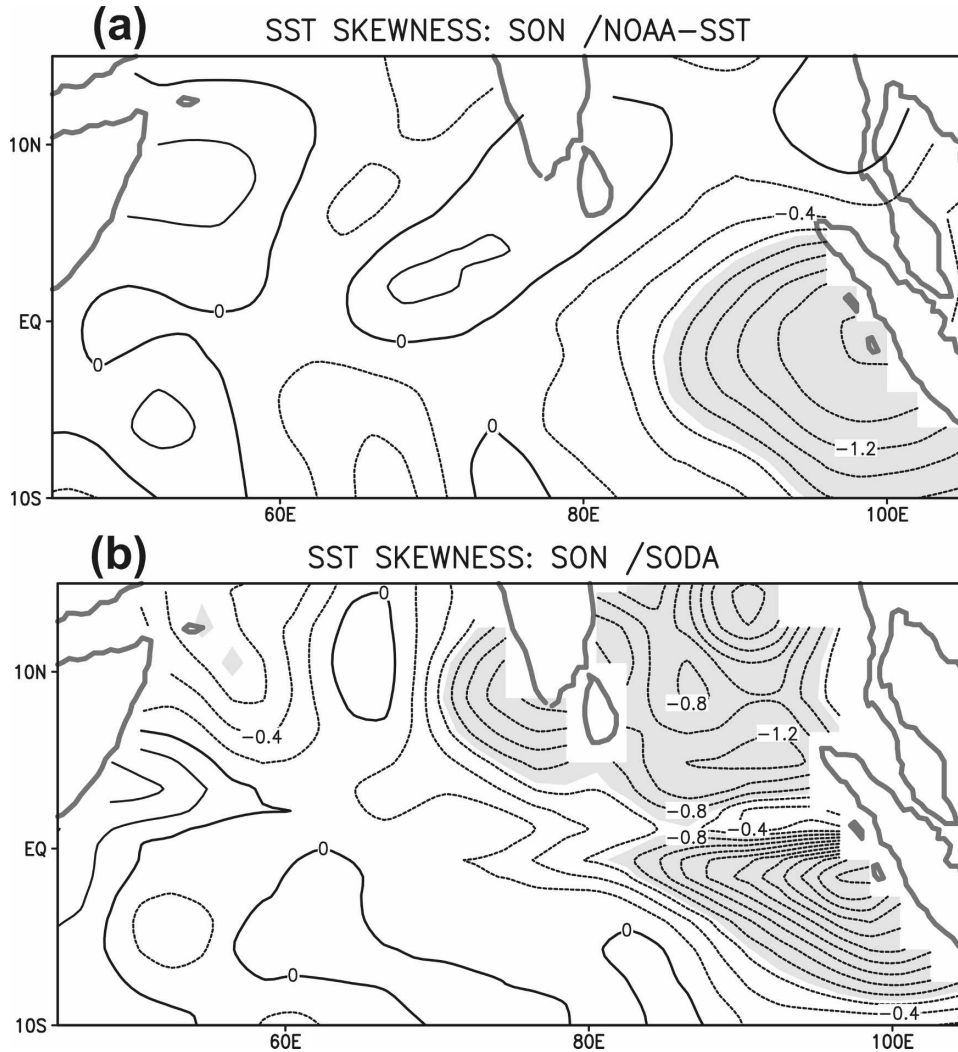 (a) SST SKEWNESS: SON /NOAA-SST
10N
-0.4
EQ
0
0
0
0
-1.2
10S
60E
80E
100E
(b) SST SKEWNESS: SON /SODA
0
10N
-0.8
-0.4
-1.2
-0.8
-0.4
-0.8
EQ
0
0
0
-0.4
10S
60E
80E
100E